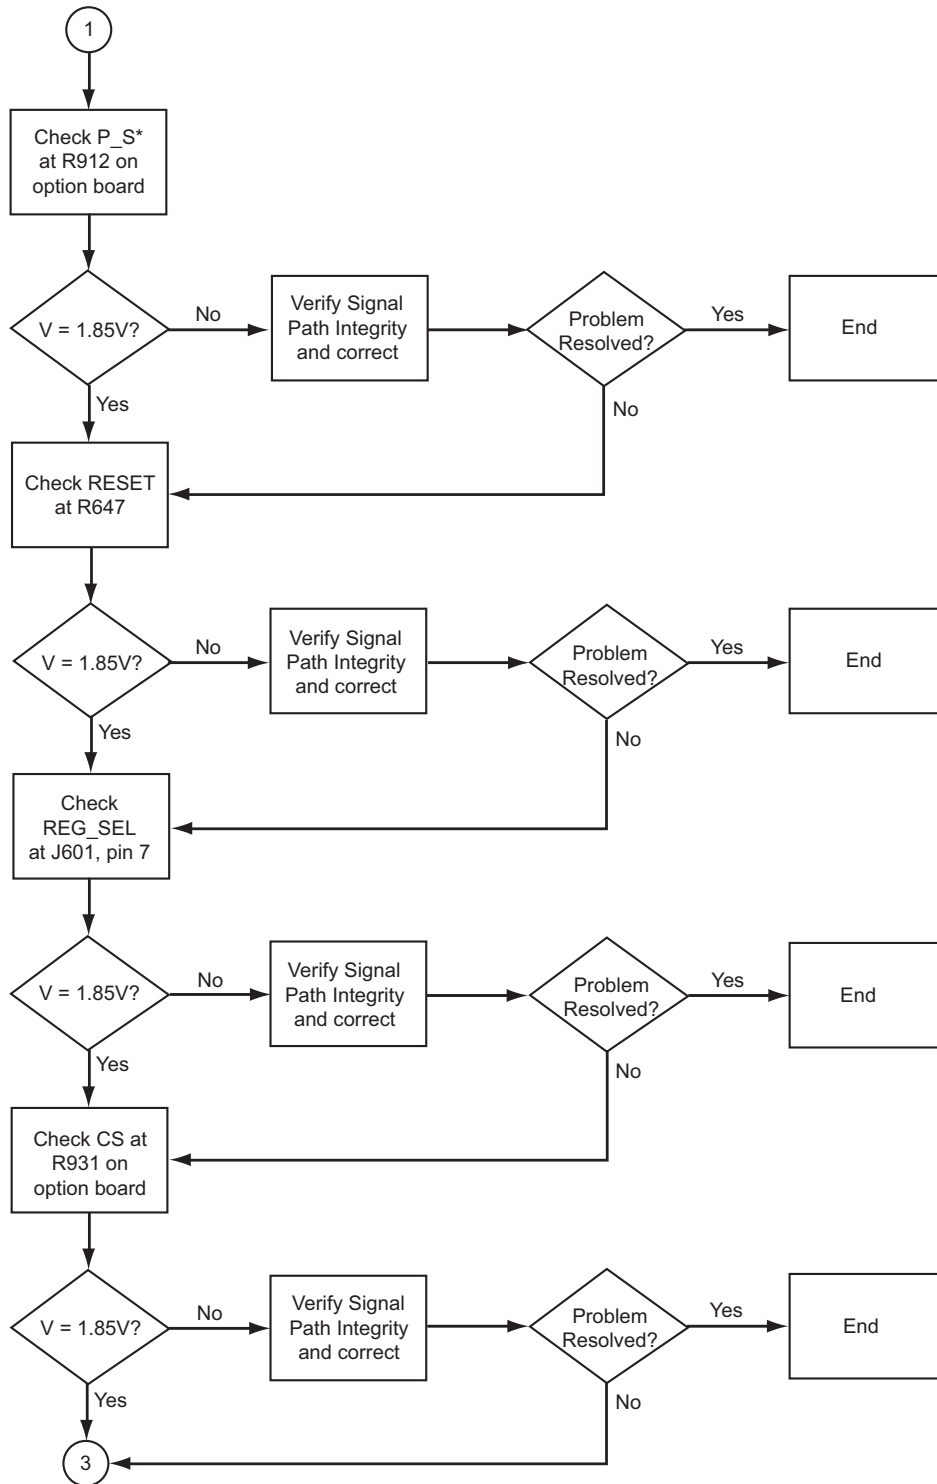 1
Check P_S*
at R912 on
option board
V = 1.85V?
No
Verify Signal
Path Integrity
and correct
Problem
Resolved?
Yes
End
Yes
No
Check RESET
at R647
V = 1.85V?
No
Verify Signal
Path Integrity
and correct
Problem
Resolved?
Yes
End
Yes
No
Check
REG_SEL
at J601, pin 7
V = 1.85V?
No
Verify Signal
Path Integrity
and correct
Problem
Resolved?
Yes
End
Yes
No
Check CS at
R931 on
option board
V = 1.85V?
No
Verify Signal
Path Integrity
and correct
Problem
Resolved?
Yes
End
Yes
No
3